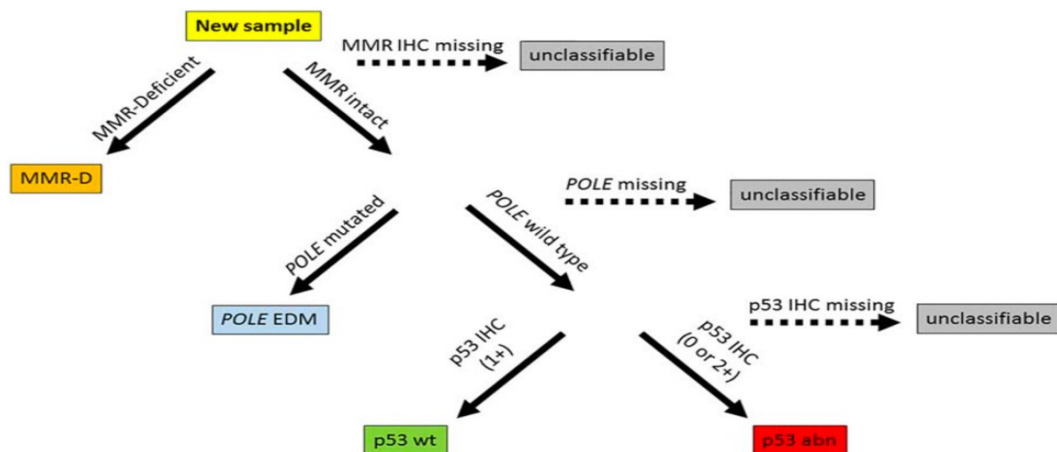 New sample
MMR IHC missing
unclassifiable
MMR-Deficient
MMR intact
MMR-D
POLE missing
unclassifiable
POLE mutated
POLE wild type
POLE EDM
p53 IHC missing
unclassifiable
p53 IHC
(1+)
p53 IHC
(0 or 2+)
p53 wt
p53 abn